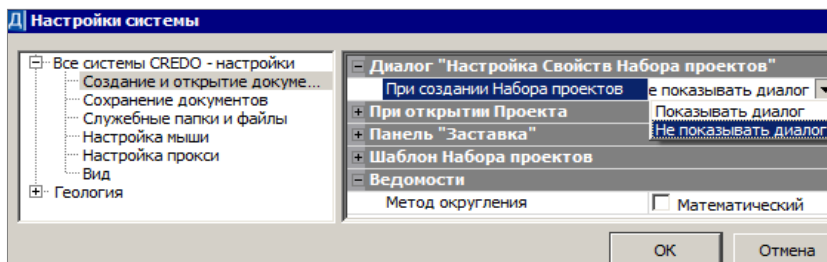 Д Настройки системы
Все системы CREDO - настройки
Создание и открытие докуме...
Сохранение документов
Служебные папки и файлы
Настройка мыши
Настройка прокси
Вид
Геология
Диалог "Настройка Свойств Набора проектов"
При создании Набора проектов е показывать диалог
Показывать диалог
Не показывать диалог
При открытии Проекта
Панель "Заставка"
Шаблон Набора проектов
Ведомости
Метод округления Математический
ОК Отмена